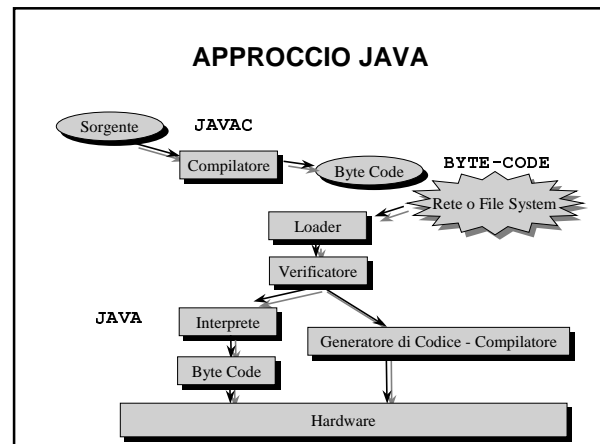 APPROCCIO JAVA
Sorgente
JAVAC
Compilatore
Byte Code
BYTE-CODE
Rete o File System
Loader
Verificatore
JAVA
Interprete
Generatore di Codice - Compilatore
Byte Code
Hardware